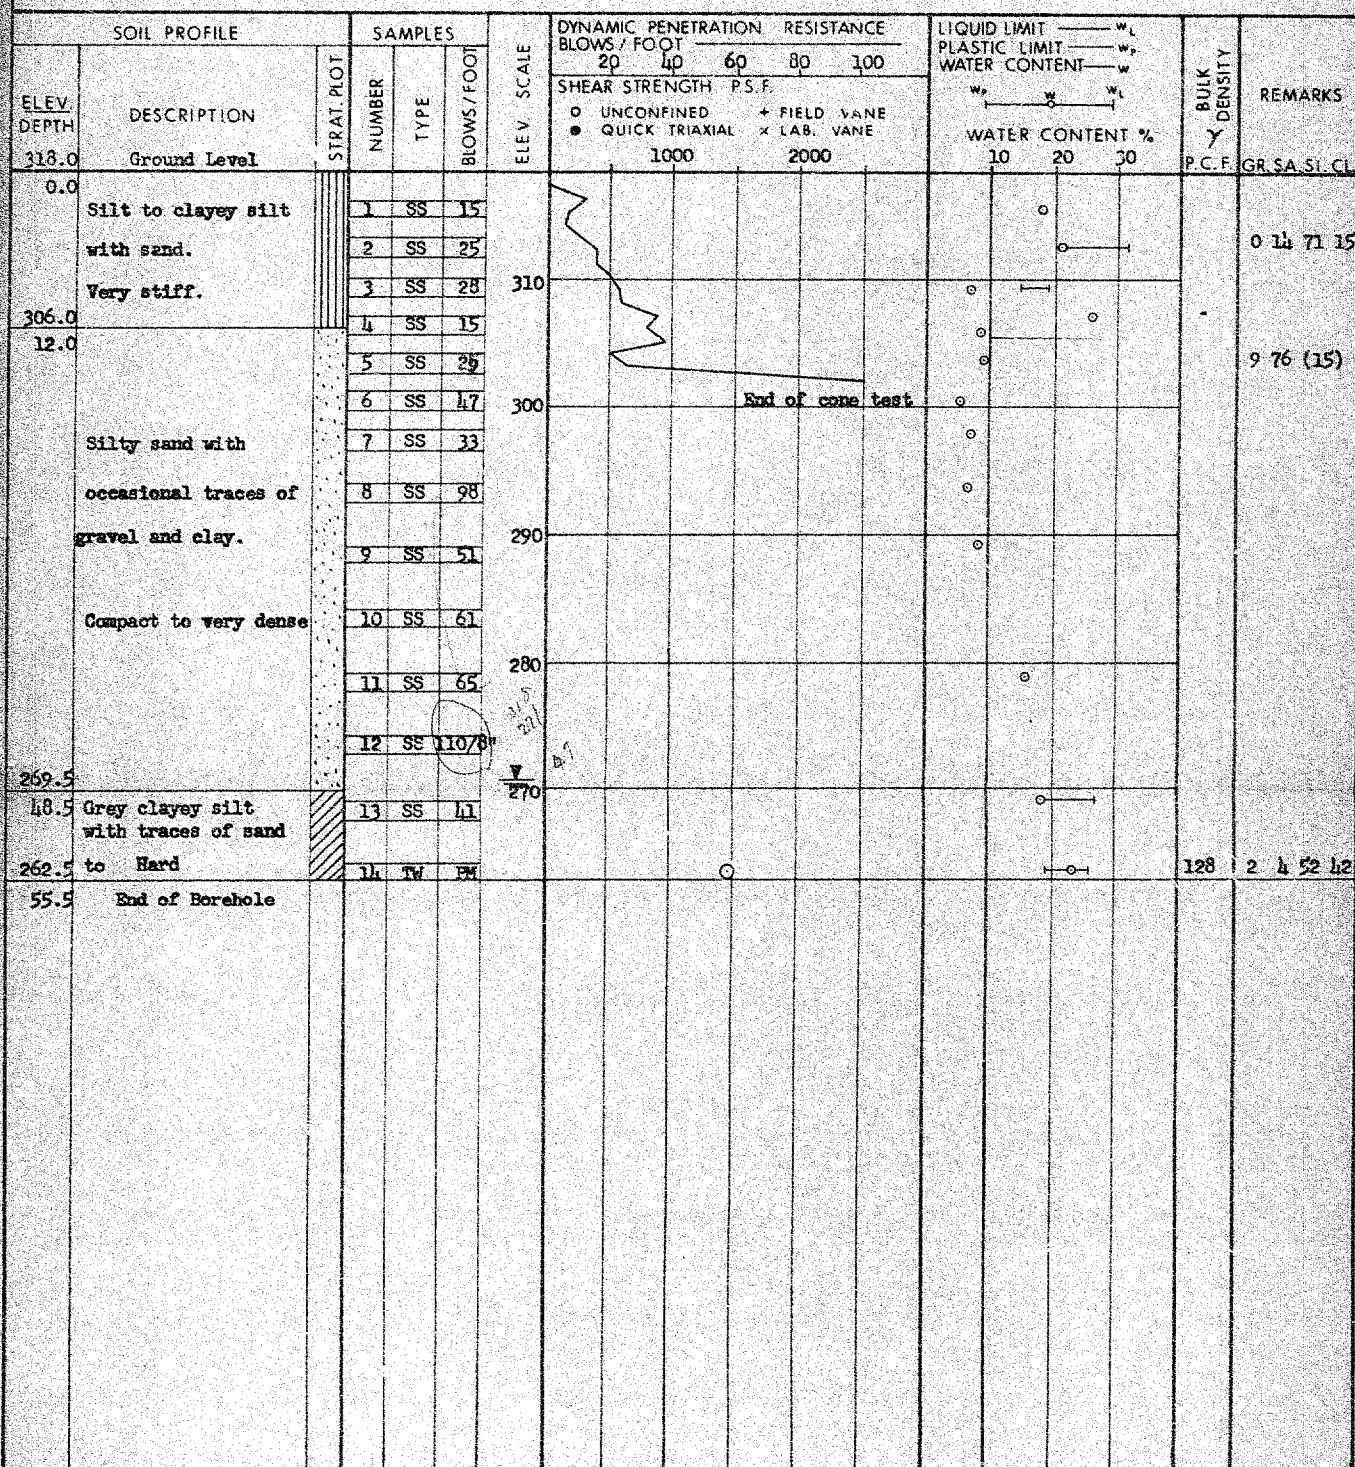 SOIL PROFILE
SAMPLES
ELEV. SCALE
DYNAMIC PENETRATION RESISTANCE
BLOWS / FOOT
20 40 60 80 100
SHEAR STRENGTH P.S.F.
O UNCONFINED + FIELD VANE
● QUICK TRIAXIAL × LAB. VANE
1000 2000
LIQUID LIMIT — wL
PLASTIC LIMIT — wP
WATER CONTENT — w
wP w wL
WATER CONTENT %
10 20 30
BULK DENSITY
γ
P.C.F.
REMARKS
GR.SA.SI.CL
ELEV.
DEPTH
DESCRIPTION
STRAT. PLOT
NUMBER
TYPE
BLOWS/FOOT
318.0 Ground Level
0.0
Silt to clayey silt
with sand.
Very stiff.
306.0
12.0
Silty sand with
occasional traces of
gravel and clay.
Compact to very dense
269.5
48.5 Grey clayey silt
with traces of sand
262.5 to Hard
55.5 End of Borehole
1 SS 15
2 SS 25
3 SS 28
4 SS 15
5 SS 29
6 SS 47
7 SS 33
8 SS 98
9 SS 51
10 SS 61
11 SS 65
12 SS 110/8"
13 SS 41
14 TW PM
310
300
290
280
270
End of cone test
0 14 71 15
9 76 (15)
128 2 4 52 42